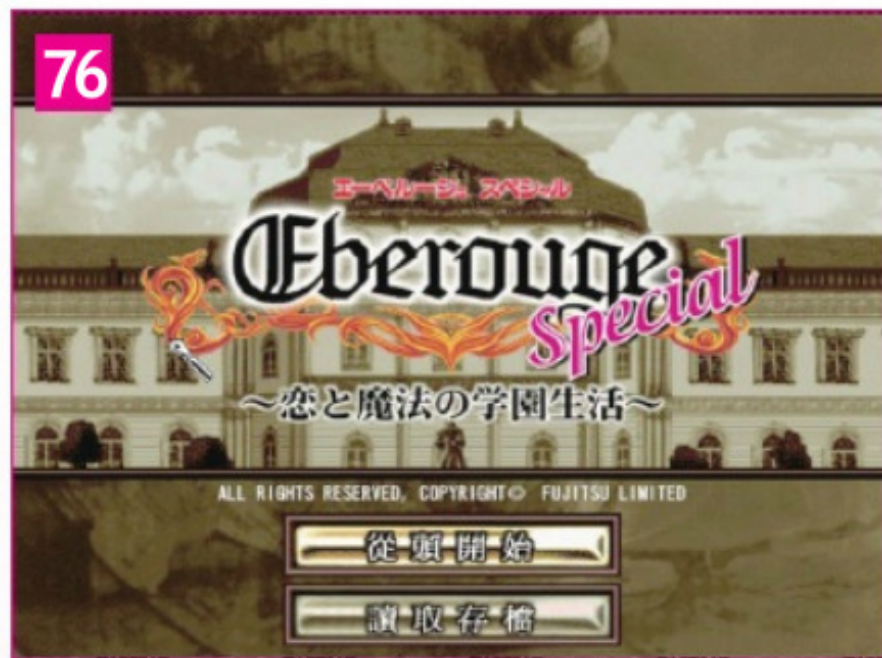 76
エーベルージュ スペシャル
Eberouge
Special
~恋と魔法の学園生活~
ALL RIGHTS RESERVED, COPYRIGHT© FUJITSU LIMITED
從頭開始
讀取存檔